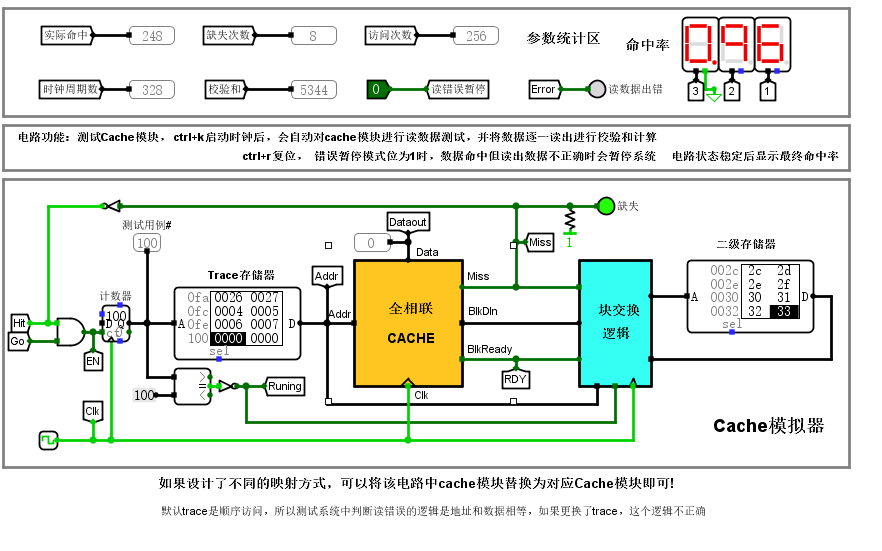 实际命中 248 缺失次数 8 访问次数 256 参数统计区 命中率 0.96
时钟周期数 328 校验和 5344 0 读错误暂停 Error 读数据出错 3 2 1
电路功能：测试Cache模块，ctrl+k启动时钟后，会自动对cache模块进行读数据测试，并将数据逐一读出进行校验和计算
ctrl+r复位，错误暂停模式位为1时，数据命中但读出数据不正确时会暂停系统 电路状态稳定后显示最终命中率
缺失
测试用例#
100
0
Dataout
Data
Miss
1
二级存储器
Trace存储器
Addr
计数器
Hit
Go
100
D Q
EN
A
0fa 0026 0027
0fc 0004 0005
0fe 0006 0007
100 0000 0000
sel
D
Addr
全相联
CACHE
Miss
BlkDIn
BlkReady
块交换
逻辑
A
002c 2c 2d
002e 2e 2f
0030 30 31
0032 32 33
sel
D
RDY
100
>
=
<
Runing
Clk
Clk
Cache模拟器
如果设计了不同的映射方式，可以将该电路中cache模块替换为对应Cache模块即可!
默认trace是顺序访问，所以测试系统中判断读错误的逻辑是地址和数据相等，如果更换了trace，这个逻辑不正确